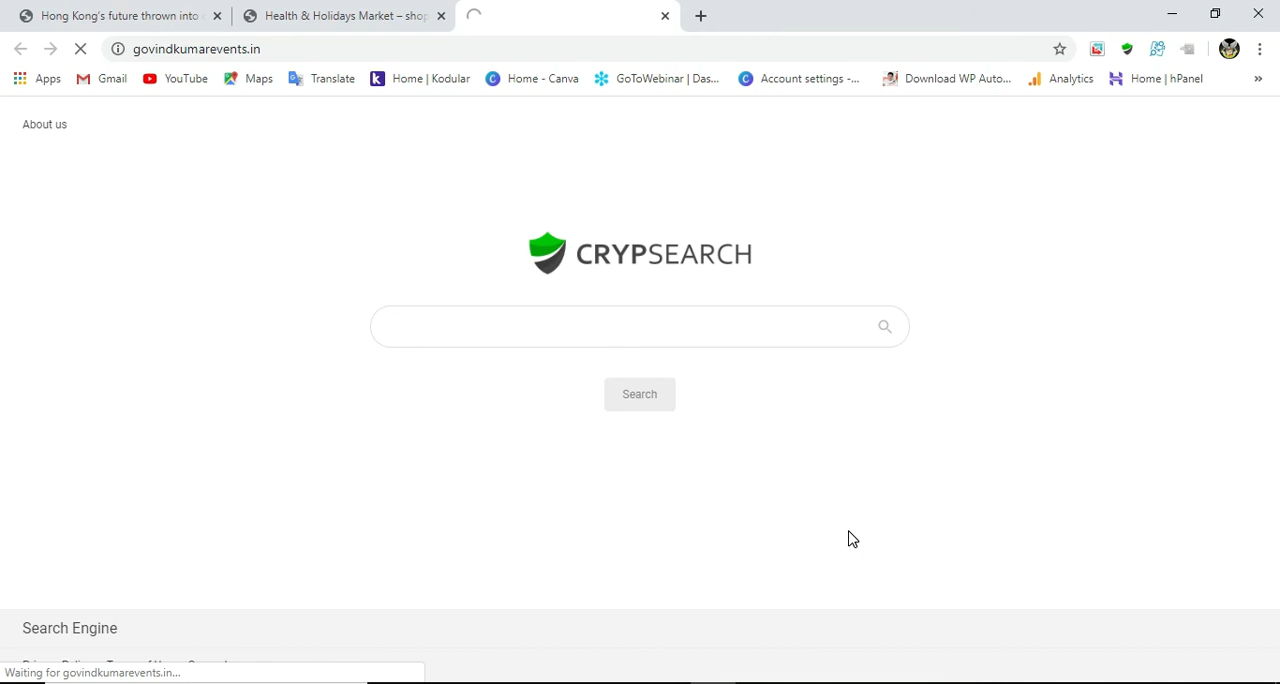 Hong Kong's future thrown into
Health & Holidays Market – shop
govindkumarevents.in
Apps
Gmail
YouTube
Maps
Translate
Home | Kodular
Home - Canva
GoToWebinar | Das...
Account settings -...
Download WP Auto...
Analytics
Home | hPanel
»
About us
CRYPSEARCH
Search
Search Engine
Waiting for govindkumarevents.in...